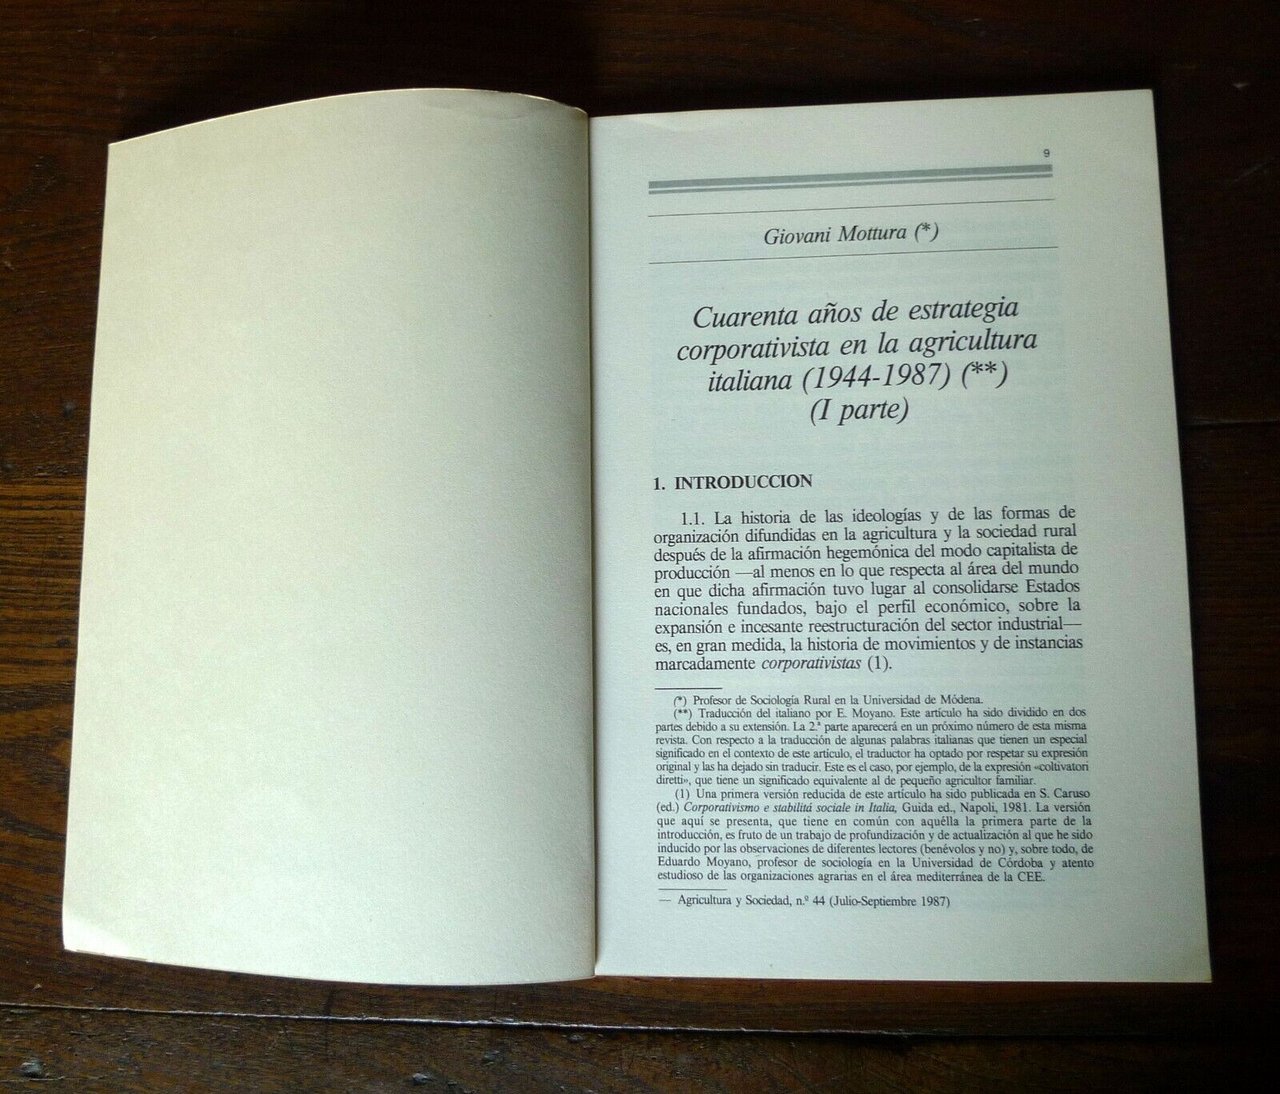 9
Giovani Mottura (*)
Cuarenta años de estrategia
corporativista en la agricultura
italiana (1944-1987) (**)
(I parte)
1. INTRODUCCION
1.1. La historia de las ideologías y de las formas de
organización difundidas en la agricultura y la sociedad rural
después de la afirmación hegemónica del modo capitalista de
producción —al menos en lo que respecta al área del mundo
en que dicha afirmación tuvo lugar al consolidarse Estados
nacionales fundados, bajo el perfil económico, sobre la
expansión e incesante reestructuración del sector industrial—
es, en gran medida, la historia de movimientos y de instancias
marcadamente corporativistas (1).
(*) Profesor de Sociología Rural en la Universidad de Módena.
(**) Traducción del italiano por E. Moyano. Este artículo ha sido dividido en dos
partes debido a su extensión. La 2.ª parte aparecerá en un próximo número de esta misma
revista. Con respecto a la traducción de algunas palabras italianas que tienen un especial
significado en el contexto de este artículo, el traductor ha optado por respetar su expresión
original y las ha dejado sin traducir. Este es el caso, por ejemplo, de la expresión «coltivatori
diretti», que tiene un significado equivalente al de pequeño agricultor familiar.
(1) Una primera versión reducida de este artículo ha sido publicada en S. Caruso
(ed.) Corporativismo e stabilitá sociale in Italia, Guida ed., Napoli, 1981. La versión
que aquí se presenta, que tiene en común con aquélla la primera parte de la
introducción, es fruto de un trabajo de profundización y de actualización al que he sido
inducido por las observaciones de diferentes lectores (benévolos y no) y, sobre todo, de
Eduardo Moyano, profesor de sociología en la Universidad de Córdoba y atento
estudioso de las organizaciones agrarias en el área mediterránea de la CEE.
— Agricultura y Sociedad, n.º 44 (Julio-Septiembre 1987)